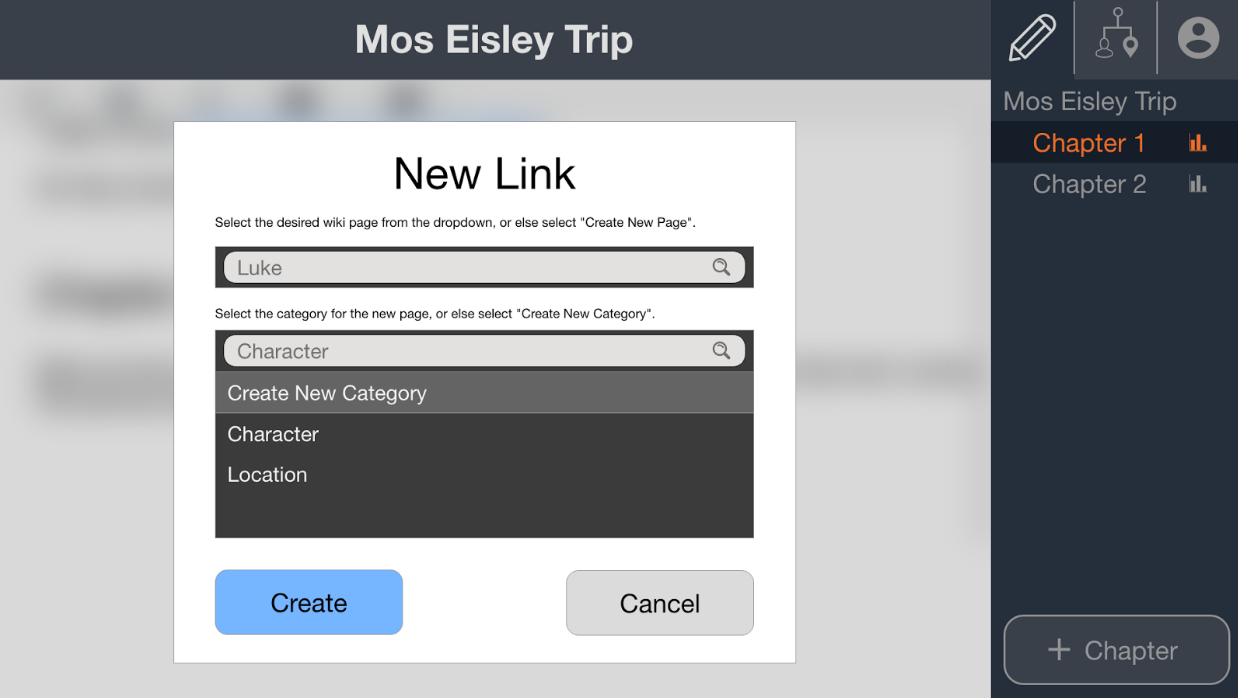 Mos Eisley Trip
New Link
Select the desired wiki page from the dropdown, or else select "Create New Page".
Luke
Select the category for the new page, or else select "Create New Category".
Character
Create New Category
Character
Location
Create
Cancel
Mos Eisley Trip
Chapter 1
Chapter 2
+ Chapter